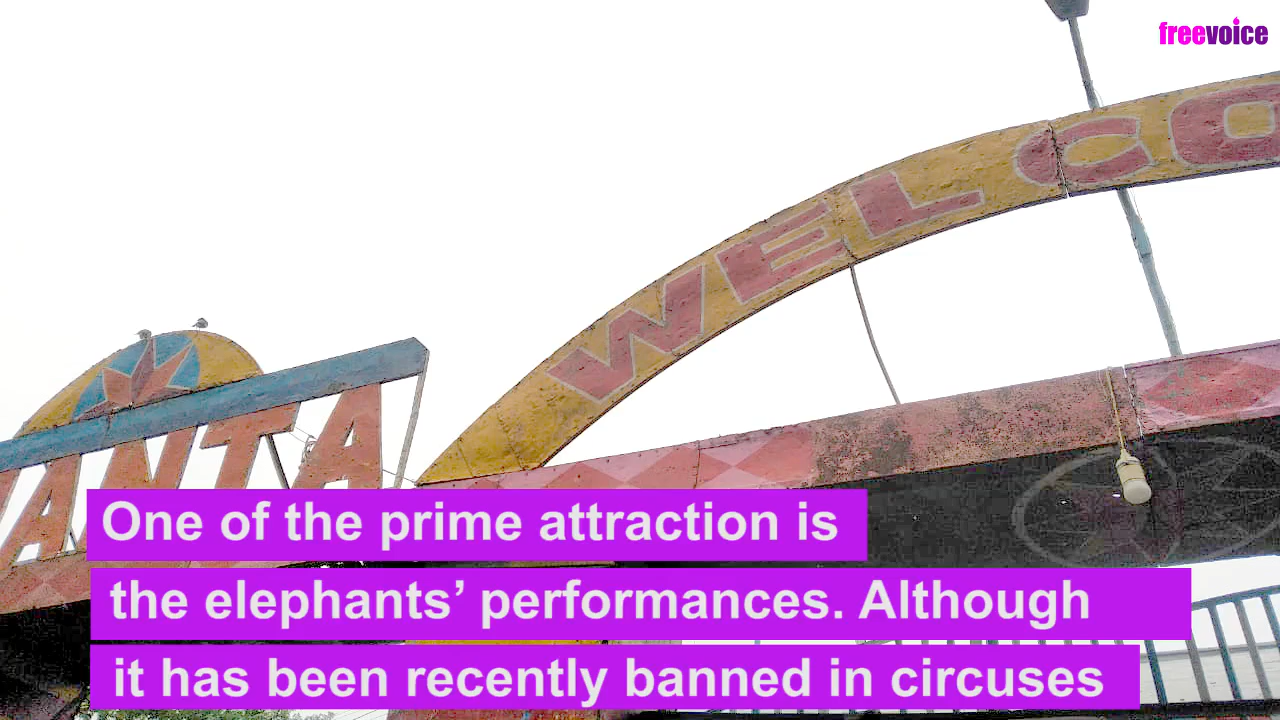 freevoice
WELCO
ANTA
One of the prime attraction is
the elephants’ performances. Although
it has been recently banned in circuses